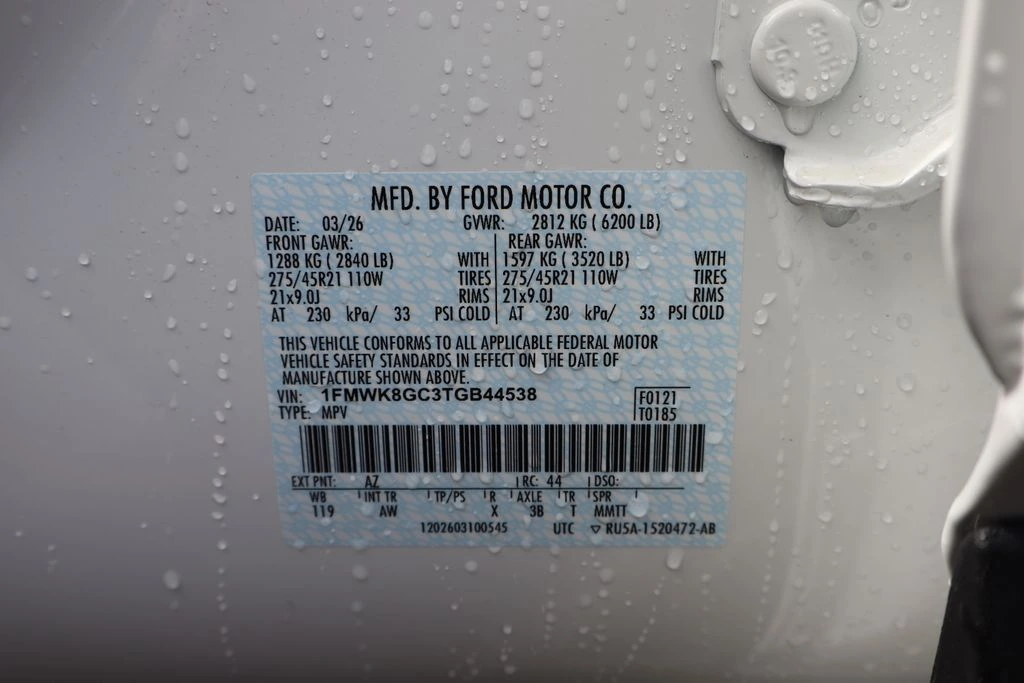 MFD. BY FORD MOTOR CO.
DATE: 03/26 GVWR: 2812 KG ( 6200 LB)
FRONT GAWR: REAR GAWR:
1288 KG ( 2840 LB) WITH 1597 KG ( 3520 LB) WITH
275/45R21 110W TIRES 275/45R21 110W TIRES
21x9.0J RIMS 21x9.0J RIMS
AT 230 kPa/ 33 PSI COLD AT 230 kPa/ 33 PSI COLD
THIS VEHICLE CONFORMS TO ALL APPLICABLE FEDERAL MOTOR
VEHICLE SAFETY STANDARDS IN EFFECT ON THE DATE OF
MANUFACTURE SHOWN ABOVE.
VIN: 1FMWK8GC3TGB44538 F0121
TYPE: MPV T0185
EXT PNT: AZ RC: 44 DSO:
WB INT TR TP/PS R AXLE TR SPR
119 AW X 3B T MMTT
1202603100545 UTC ▽ RU5A-1520472-AB